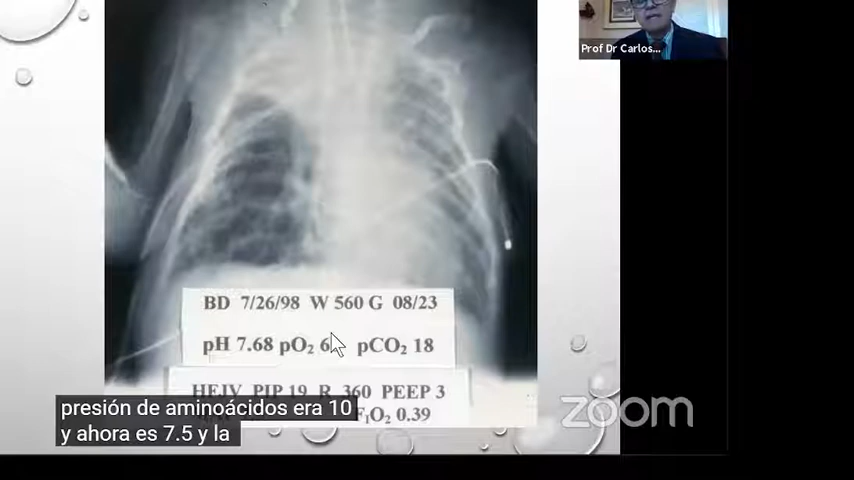 Prof Dr Carlos...
BD 7/26/98 W 560 G 08/23
pH 7.68 pO₂ 6 pCO₂ 18
HFJV PIP 19 R 360 PEEP 3
FIO₂ 0.39
presión de aminoácidos era 10
y ahora es 7.5 y la
zoom